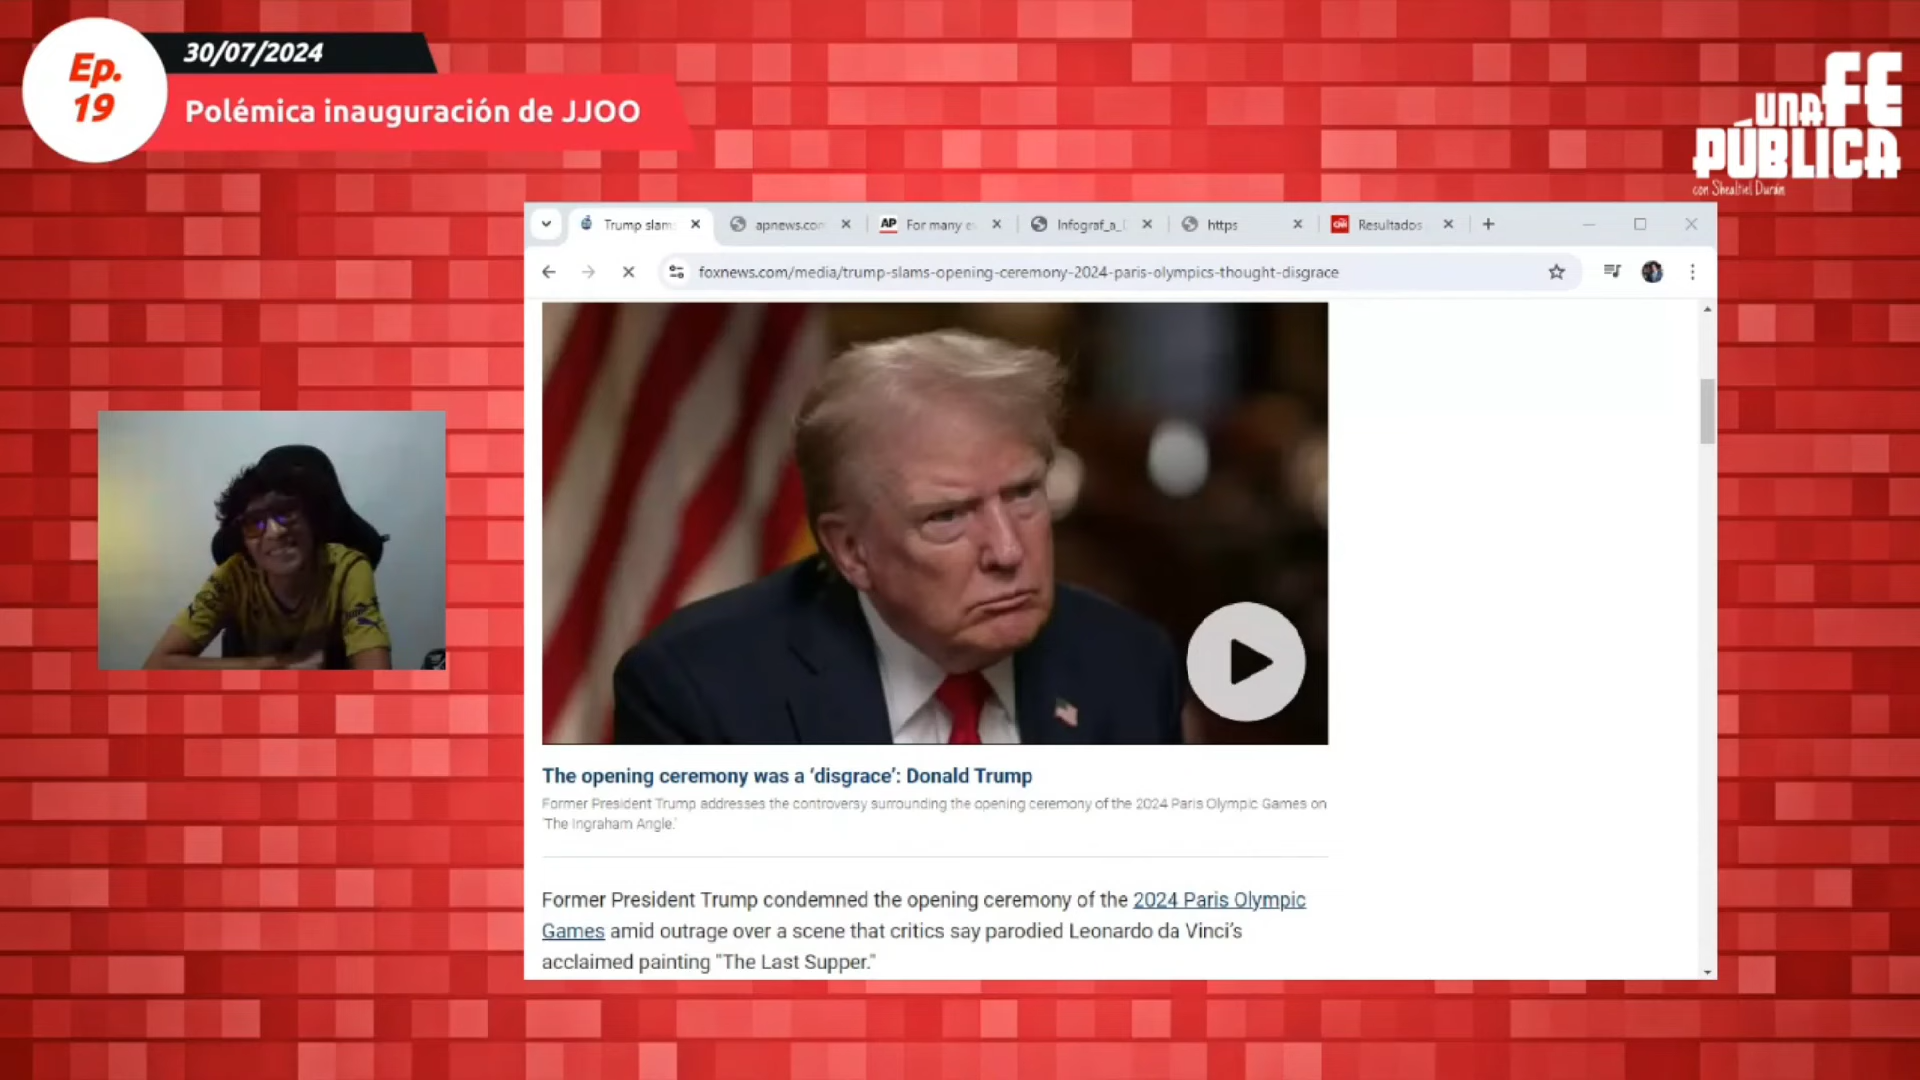 Ep.
19
30/07/2024
Polémica inauguración de JJOO
UNA FE
PÚBLICA
con Shealtiel Durán
Trump slam
apnews.com
AP
For many e
Infograf_a_
https
Resultados
foxnews.com/media/trump-slams-opening-ceremony-2024-paris-olympics-thought-disgrace
The opening ceremony was a ‘disgrace’: Donald Trump
Former President Trump addresses the controversy surrounding the opening ceremony of the 2024 Paris Olympic Games on
'The Ingraham Angle.'
Former President Trump condemned the opening ceremony of the 2024 Paris Olympic
Games amid outrage over a scene that critics say parodied Leonardo da Vinci’s
acclaimed painting "The Last Supper."